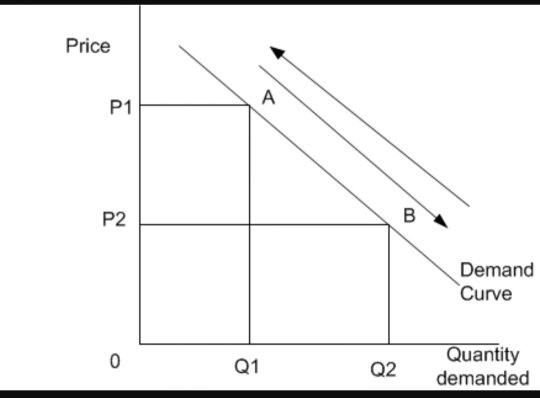 Price
P1
A
P2
B
Demand
Curve
0
Q1
Q2
Quantity
demanded